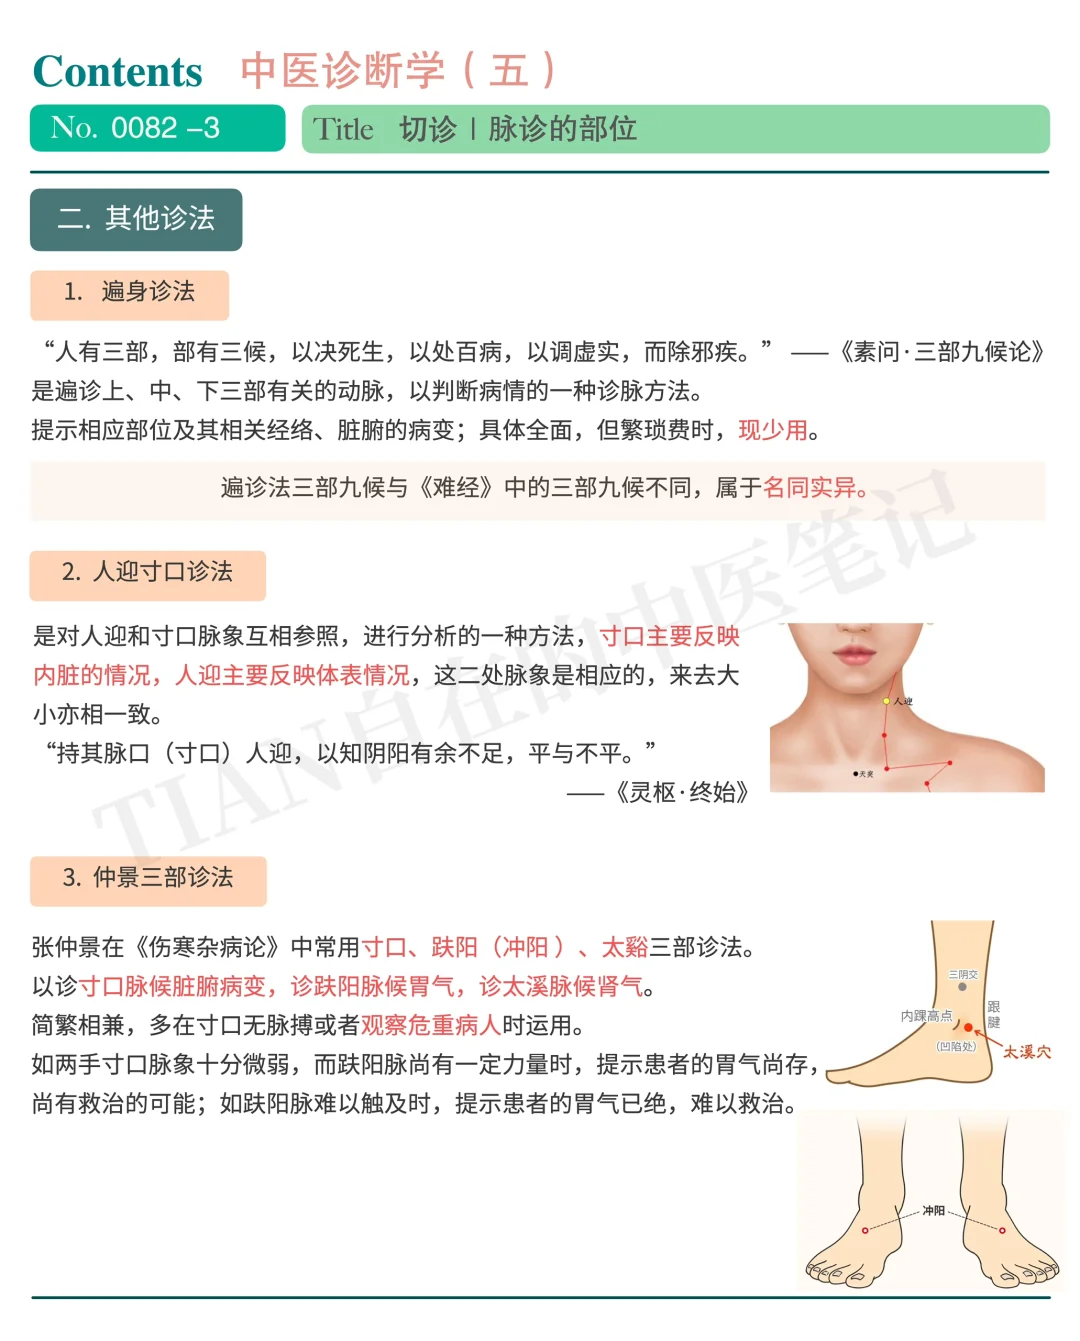 Contents 中医诊断学（五）
No. 0082 –3
Title 切诊 | 脉诊的部位
二. 其他诊法
1. 遍身诊法
“人有三部，部有三候，以决死生，以处百病，以调虚实，而除邪疾。” ——《素问·三部九候论》
是遍诊上、中、下三部有关的动脉，以判断病情的一种诊脉方法。
提示相应部位及其相关经络、脏腑的病变；具体全面，但繁琐费时，现少用。
遍诊法三部九候与《难经》中的三部九候不同，属于名同实异。
2. 人迎寸口诊法
是对人迎和寸口脉象互相参照，进行分析的一种方法，寸口主要反映
内脏的情况，人迎主要反映体表情况，这二处脉象是相应的，来去大
小亦相一致。
“持其脉口（寸口）人迎，以知阴阳有余不足，平与不平。”
——《灵枢·终始》
人迎
天突
3. 仲景三部诊法
张仲景在《伤寒杂病论》中常用寸口、趺阳（冲阳 ）、太谿三部诊法。
以诊寸口脉候脏腑病变，诊趺阳脉候胃气，诊太溪脉候肾气。
简繁相兼，多在寸口无脉搏或者观察危重病人时运用。
如两手寸口脉象十分微弱，而趺阳脉尚有一定力量时，提示患者的胃气尚存，
尚有救治的可能；如趺阳脉难以触及时，提示患者的胃气已绝，难以救治。
三阴交
内踝高点
跟腱
（凹陷处）
太溪穴
冲阳
TIAN自在的中医笔记